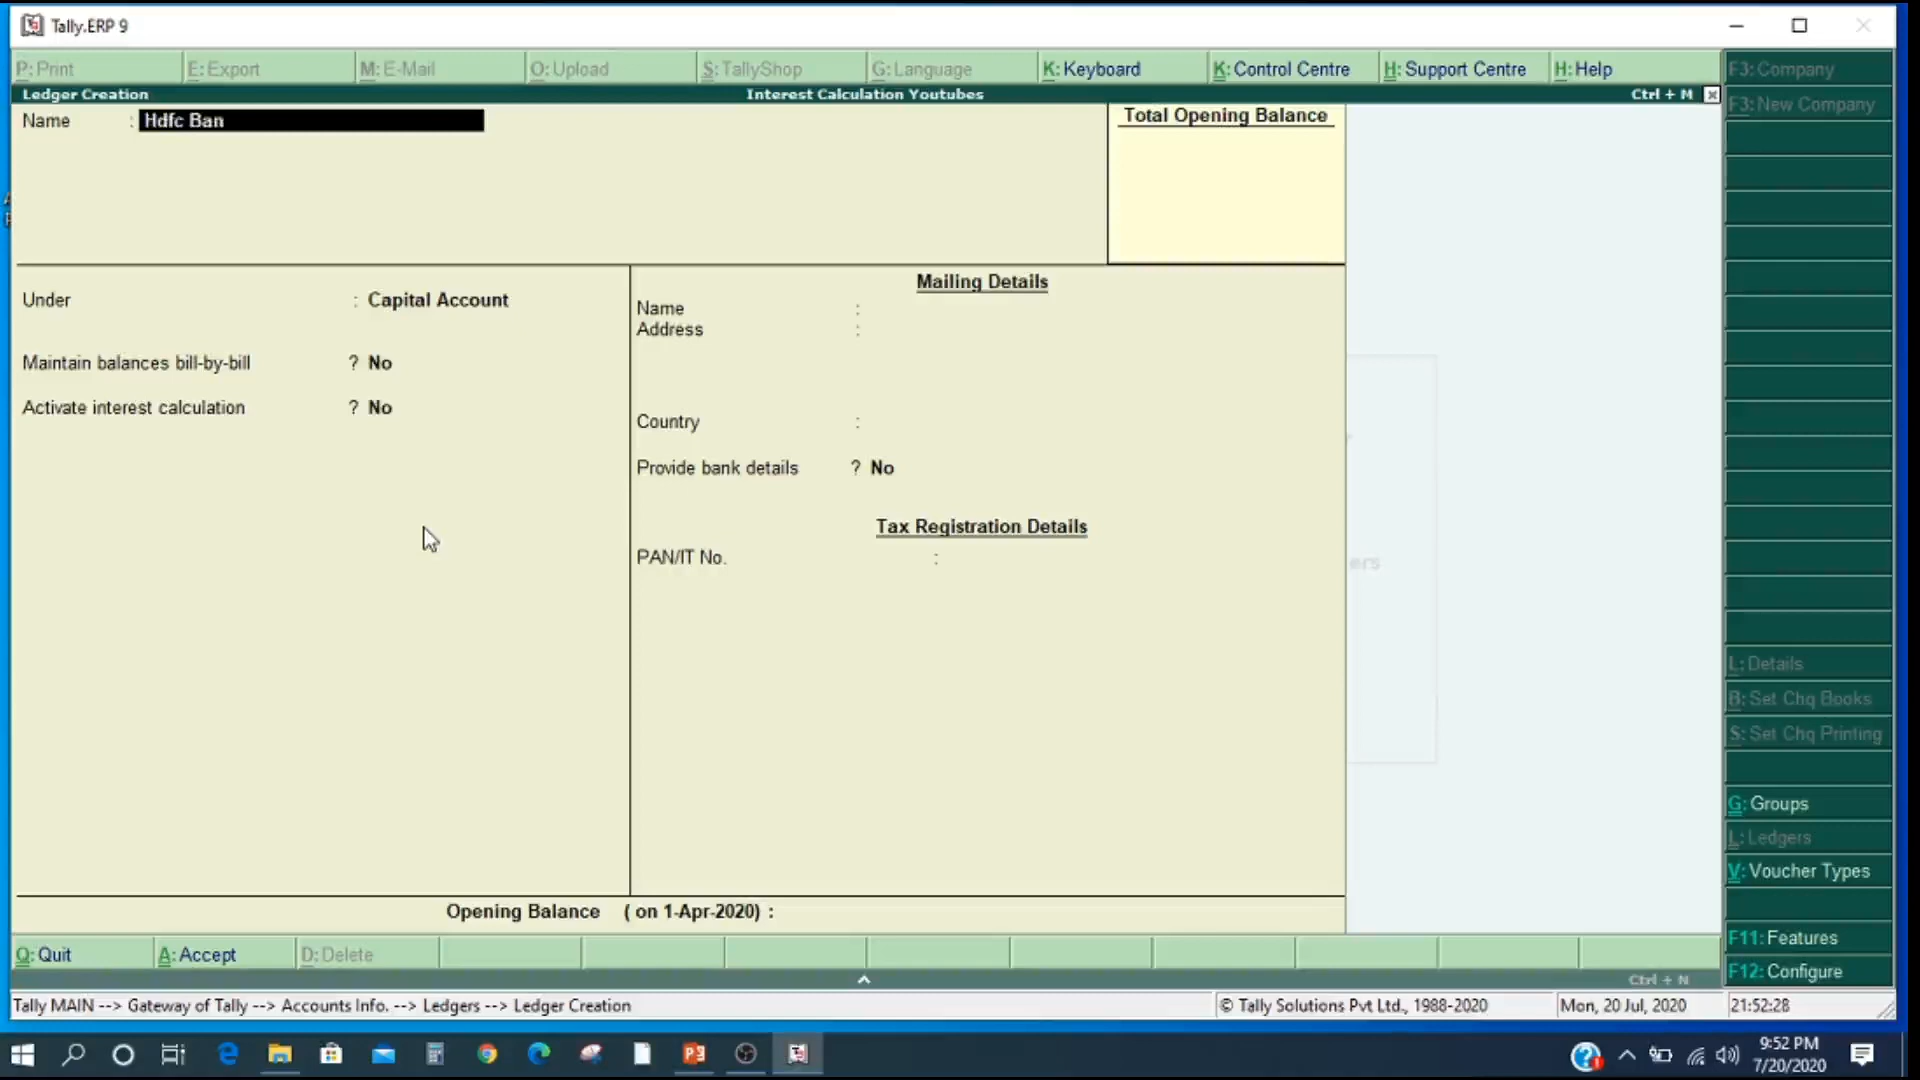 Tally.ERP 9
P: Print E: Export M: E-Mail O: Upload S: TallyShop G: Language K: Keyboard K: Control Centre H: Support Centre H: Help F3: Company
Ledger Creation Interest Calculation Youtubes Ctrl + M
F3: New Company
Name : Hdfc Ban
Total Opening Balance
Under : Capital Account
Maintain balances bill-by-bill ? No
Activate interest calculation ? No
Mailing Details
Name :
Address :
Country :
Provide bank details ? No
Tax Registration Details
PAN/IT No. :
ers
L: Details
B: Set Chq Books
S: Set Chq Printing
G: Groups
L: Ledgers
V: Voucher Types
F11: Features
F12: Configure
Opening Balance ( on 1-Apr-2020) :
Q: Quit A: Accept D: Delete
Ctrl + N
Tally MAIN --> Gateway of Tally --> Accounts Info. --> Ledgers --> Ledger Creation © Tally Solutions Pvt Ltd., 1988-2020 Mon, 20 Jul, 2020 21:52:28
9:52 PM
7/20/2020